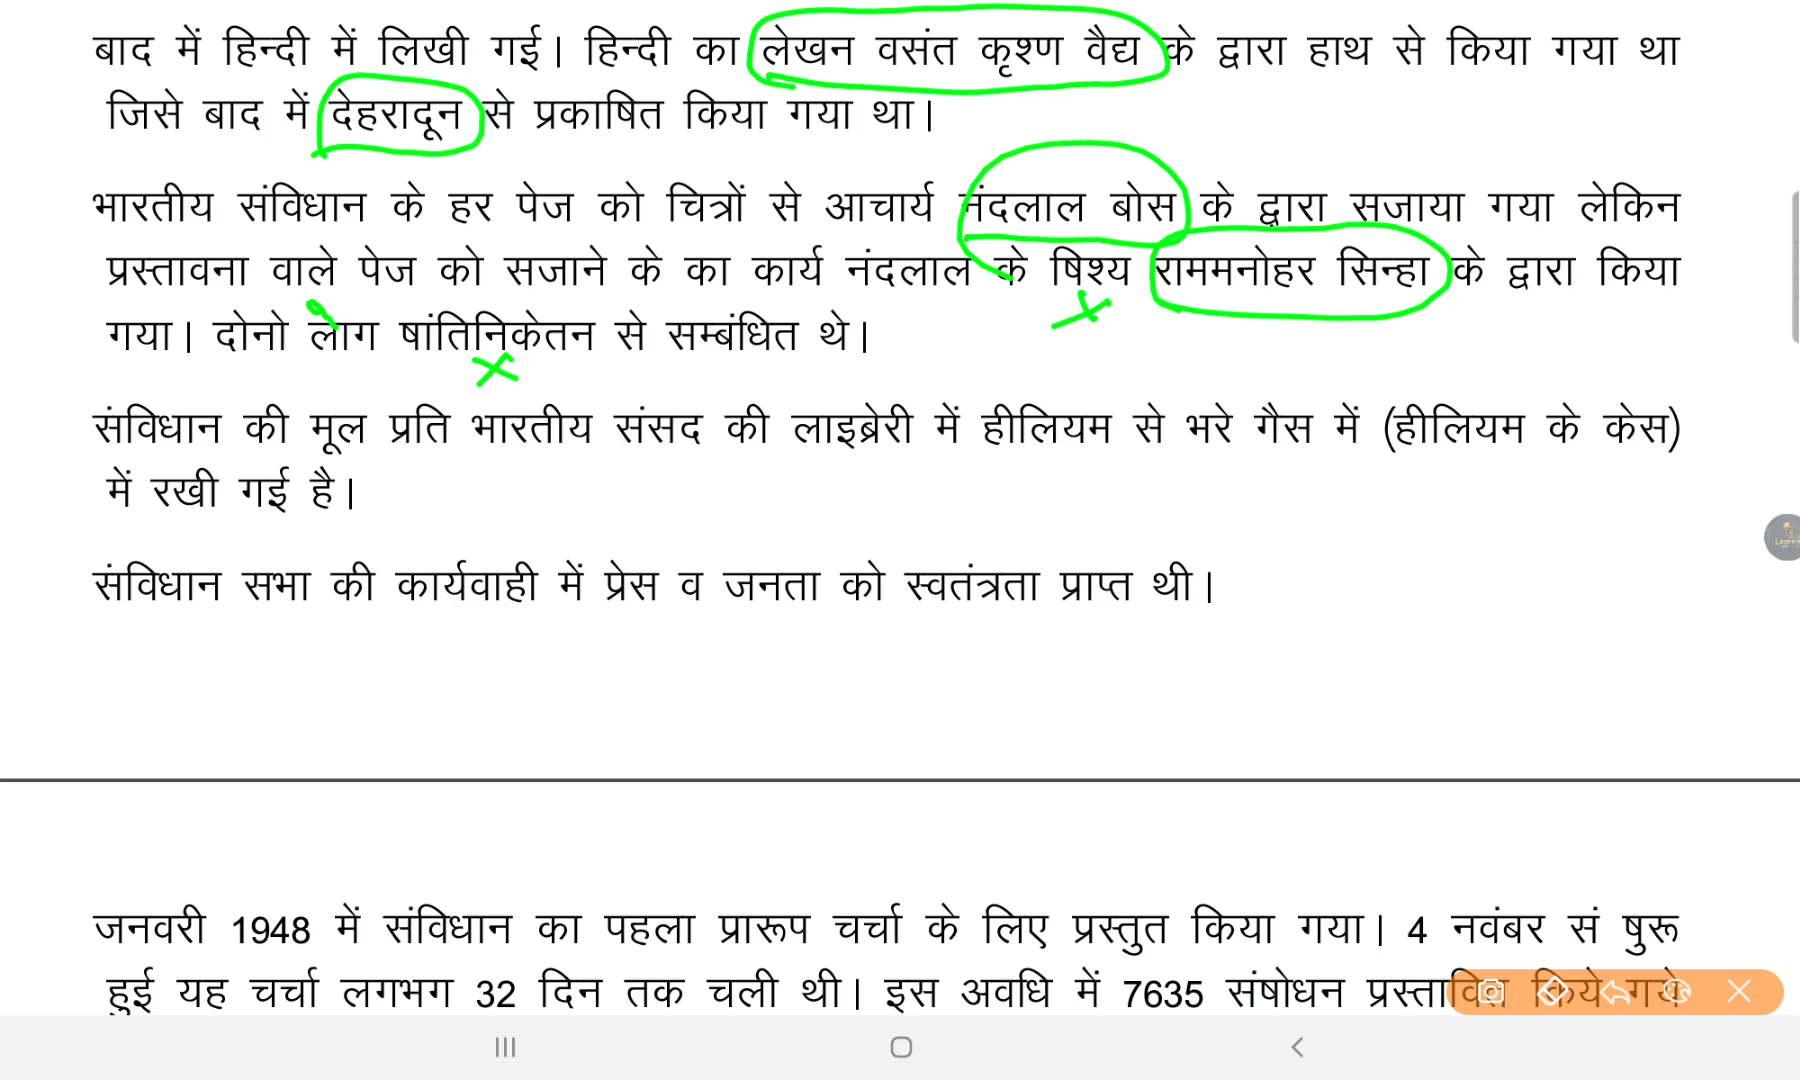 बाद में हिन्दी में लिखी गई। हिन्दी का लेखन वसंत कृश्ण वैद्य के द्वारा हाथ से किया गया था
जिसे बाद में देहरादून से प्रकाषित किया गया था।
भारतीय संविधान के हर पेज को चित्रों से आचार्य नंदलाल बोस के द्वारा सजाया गया लेकिन
प्रस्तावना वाले पेज को सजाने के का कार्य नंदलाल के षिश्य राममनोहर सिन्हा के द्वारा किया
गया। दोनो लाग षांतिनिकेतन से सम्बंधित थे।
संविधान की मूल प्रति भारतीय संसद की लाइब्रेरी में हीलियम से भरे गैस में (हीलियम के केस)
में रखी गई है।
संविधान सभा की कार्यवाही में प्रेस व जनता को स्वतंत्रता प्राप्त थी।
जनवरी 1948 में संविधान का पहला प्रारूप चर्चा के लिए प्रस्तुत किया गया। 4 नवंबर सं षुरू
हुई यह चर्चा लगभग 32 दिन तक चली थी। इस अवधि में 7635 संषोधन प्रस्तावित किये गये